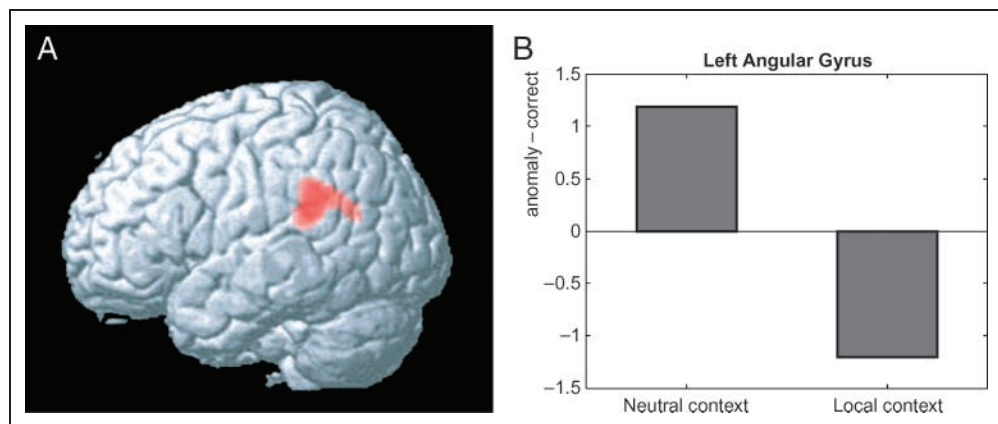 A
B
Left Angular Gyrus
anomaly – correct
1.5
1
0.5
0
−0.5
−1
−1.5
Neutral context
Local context